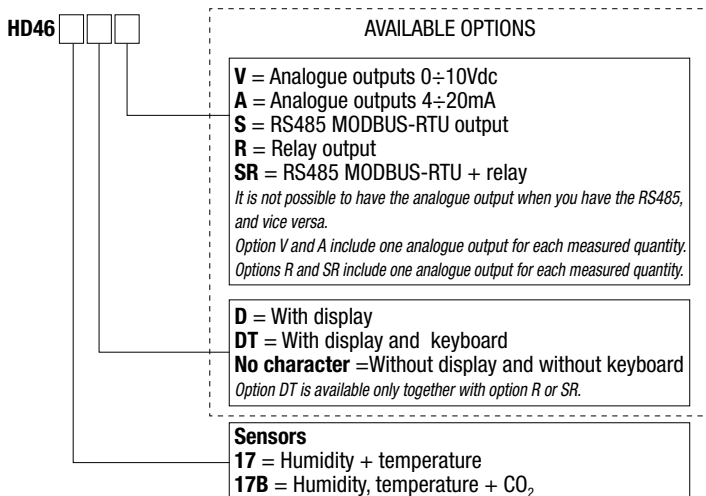 HD46
AVAILABLE OPTIONS
V = Analogue outputs 0÷10Vdc
A = Analogue outputs 4÷20mA
S = RS485 MODBUS-RTU output
R = Relay output
SR = RS485 MODBUS-RTU + relay
It is not possible to have the analogue output when you have the RS485,
and vice versa.
Option V and A include one analogue output for each measured quantity.
Options R and SR include one analogue output for each measured quantity.
D = With display
DT = With display and keyboard
No character =Without display and without keyboard
Option DT is available only together with option R or SR.
Sensors
17 = Humidity + temperature
17B = Humidity, temperature + CO₂